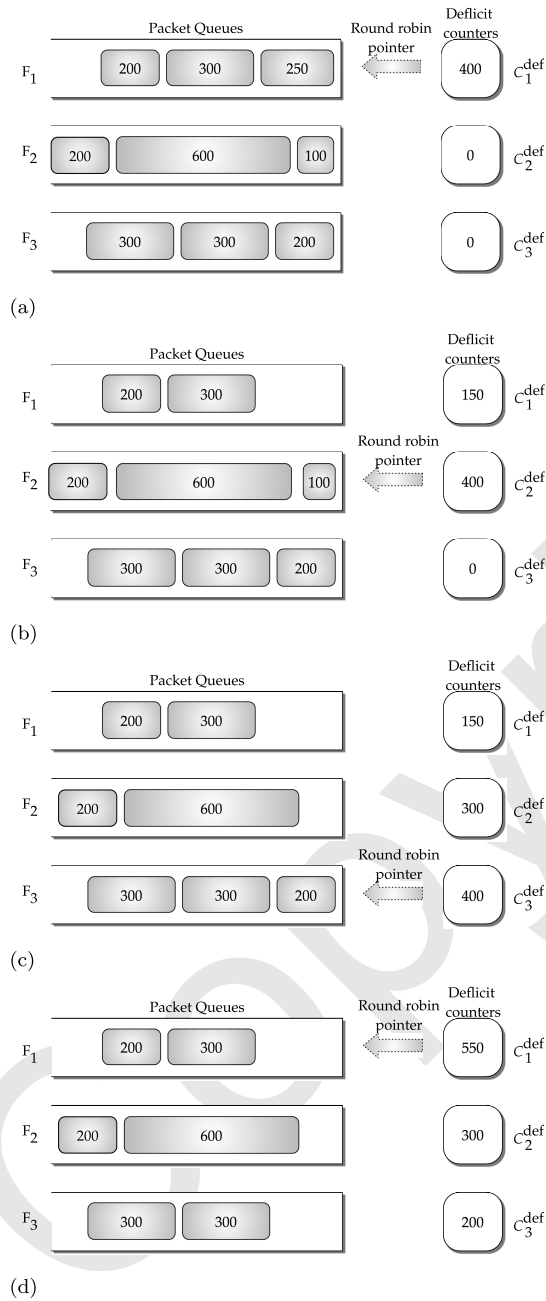 Packet Queues Round robin pointer Deflicit counters
F1 200 300 250 400 C1def
F2 200 600 100 0 C2def
F3 300 300 200 0 C3def
(a)
Packet Queues Deflicit counters
F1 200 300 150 C1def
Round robin pointer
F2 200 600 100 400 C2def
F3 300 300 200 0 C3def
(b)
Packet Queues Deflicit counters
F1 200 300 150 C1def
F2 200 600 300 C2def
Round robin pointer
F3 300 300 200 400 C3def
(c)
Packet Queues Round robin pointer Deflicit counters
F1 200 300 550 C1def
F2 200 600 300 C2def
F3 300 300 200 C3def
(d)